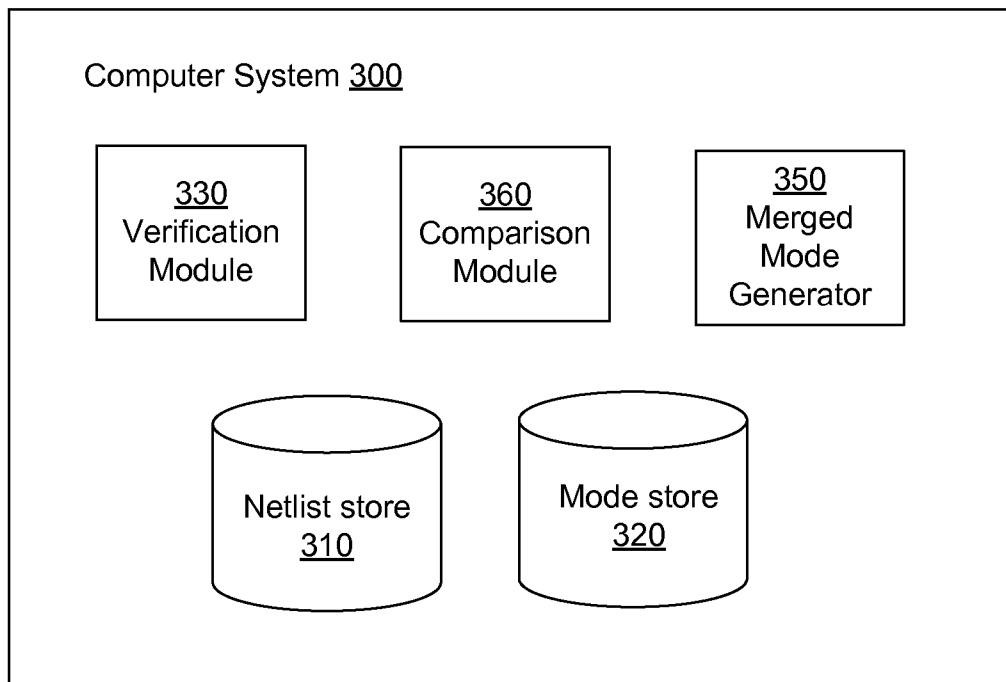 Computer System 300
330
Verification
Module
360
Comparison
Module
350
Merged
Mode
Generator
Netlist store
310
Mode store
320